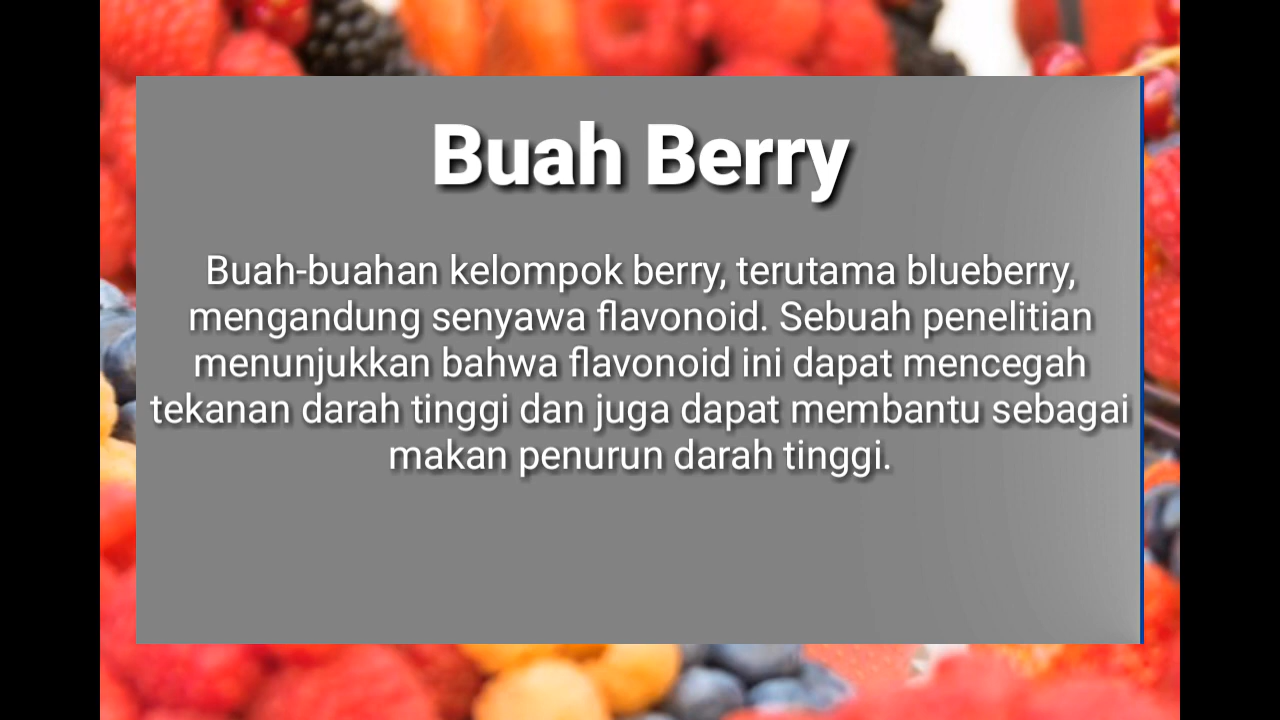 Buah Berry
Buah-buahan kelompok berry, terutama blueberry,
mengandung senyawa flavonoid. Sebuah penelitian
menunjukkan bahwa flavonoid ini dapat mencegah
tekanan darah tinggi dan juga dapat membantu sebagai
makan penurun darah tinggi.